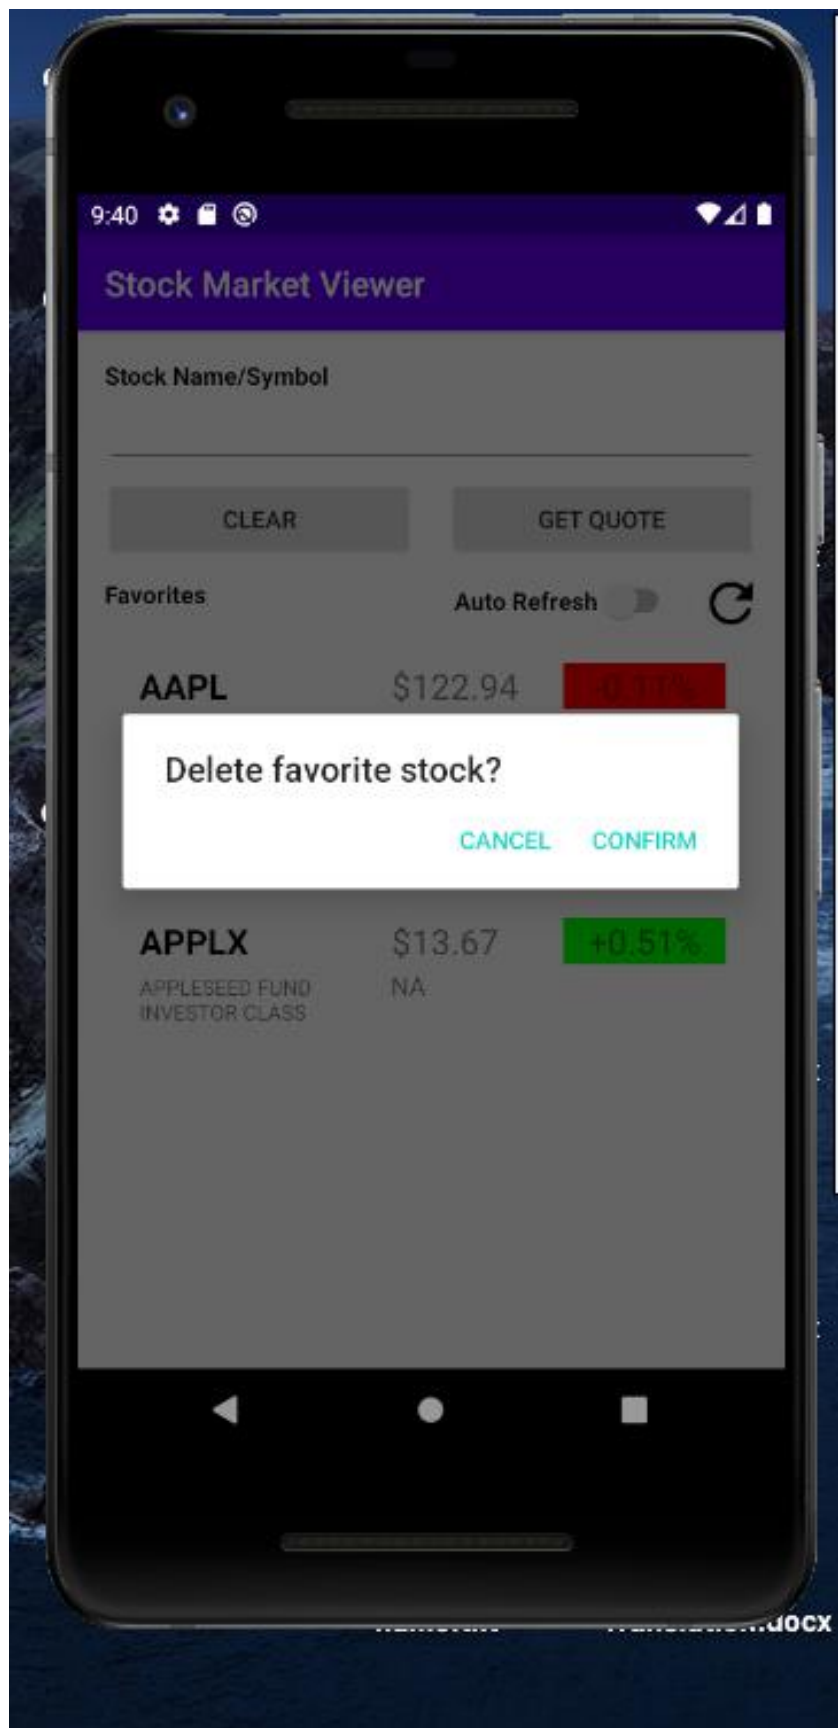 9:40
Stock Market Viewer
Stock Name/Symbol
CLEAR GET QUOTE
Favorites Auto Refresh
AAPL $122.94
Delete favorite stock?
CANCEL CONFIRM
APPLX $13.67 +0.51%
APPLESEED FUND NA
INVESTOR CLASS